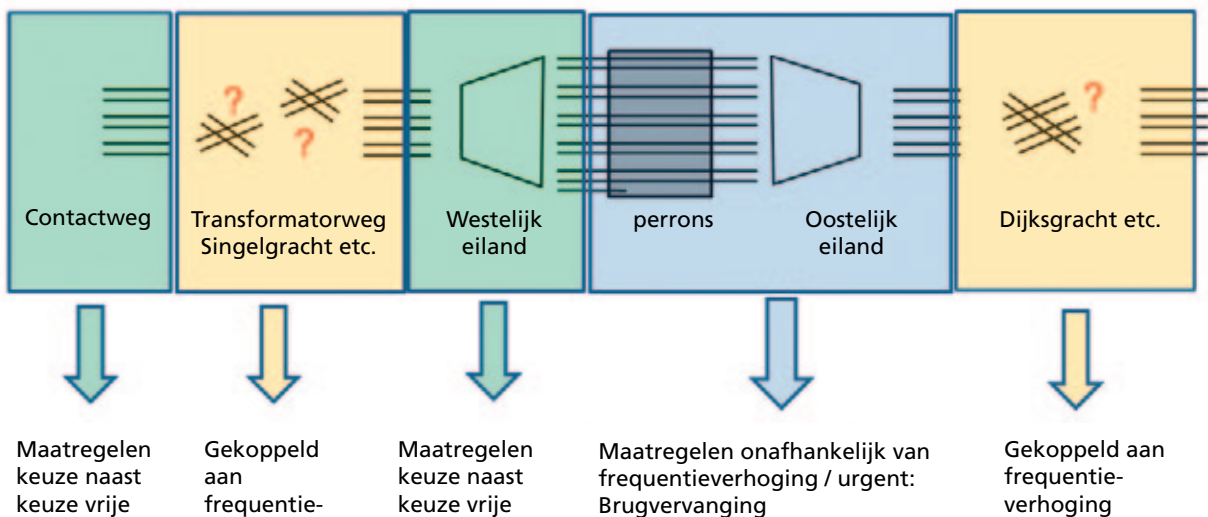 ?
?
?
Contactweg
Transformatorweg
Singelgracht etc.
Westelijk
eiland
perrons
Oostelijk
eiland
Dijksgracht etc.
Maatregelen
keuze naast
keuze vrije
Gekoppeld
aan
frequentie-
Maatregelen
keuze naast
keuze vrije
Maatregelen onafhankelijk van
frequentieverhoging / urgent:
Brugvervanging
Gekoppeld aan
frequentie-
verhoging